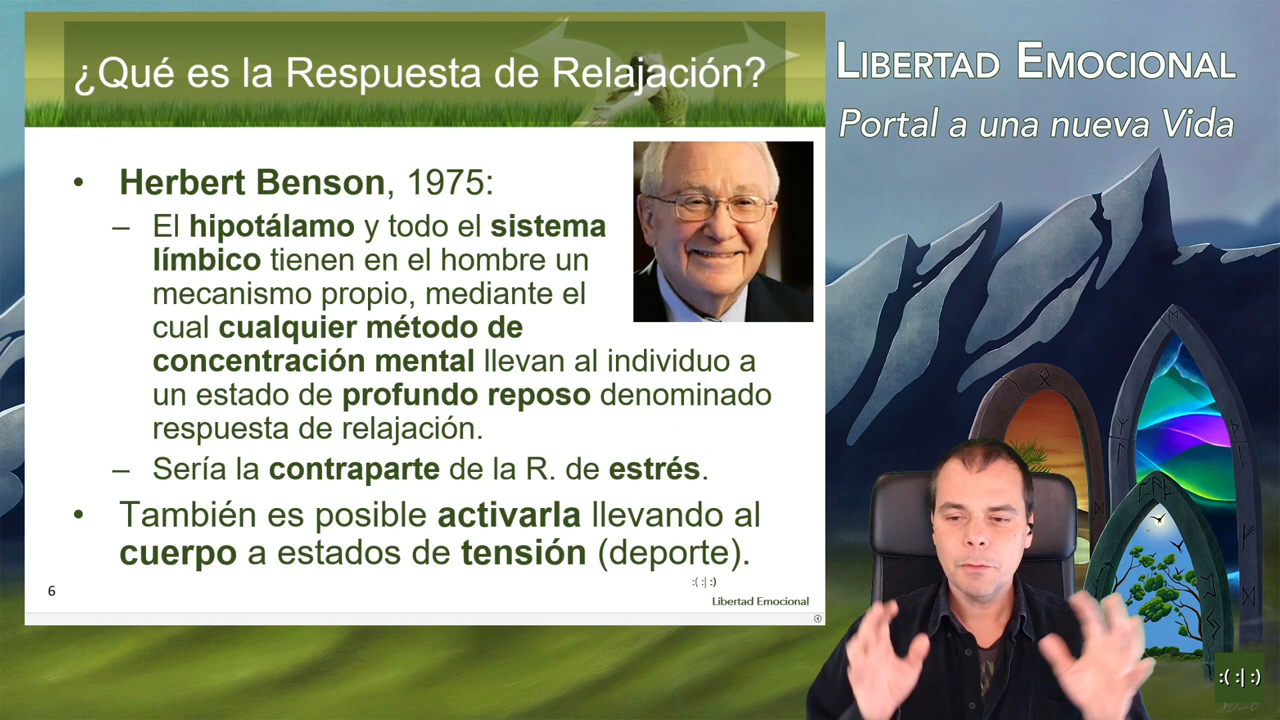 ¿Qué es la Respuesta de Relajación?
LIBERTAD EMOCIONAL
Portal a una nueva Vida
• Herbert Benson, 1975:
– El hipotálamo y todo el sistema
límbico tienen en el hombre un
mecanismo propio, mediante el
cual cualquier método de
concentración mental llevan al individuo a
un estado de profundo reposo denominado
respuesta de relajación.
– Sería la contraparte de la R. de estrés.
• También es posible activarla llevando al
cuerpo a estados de tensión (deporte).
6
:( :| :)
Libertad Emocional
:( :| :)